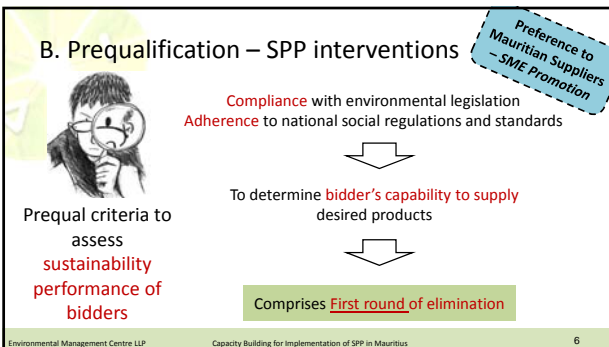 B. Prequalification – SPP interventions
Preference to
Mauritian Suppliers
– SME Promotion
Compliance with environmental legislation
Adherence to national social regulations and standards
To determine bidder's capability to supply
desired products
Prequal criteria to
assess
sustainability
performance of
bidders
Comprises First round of elimination
Environmental Management Centre LLP
Capacity Building for Implementation of SPP in Mauritius
6